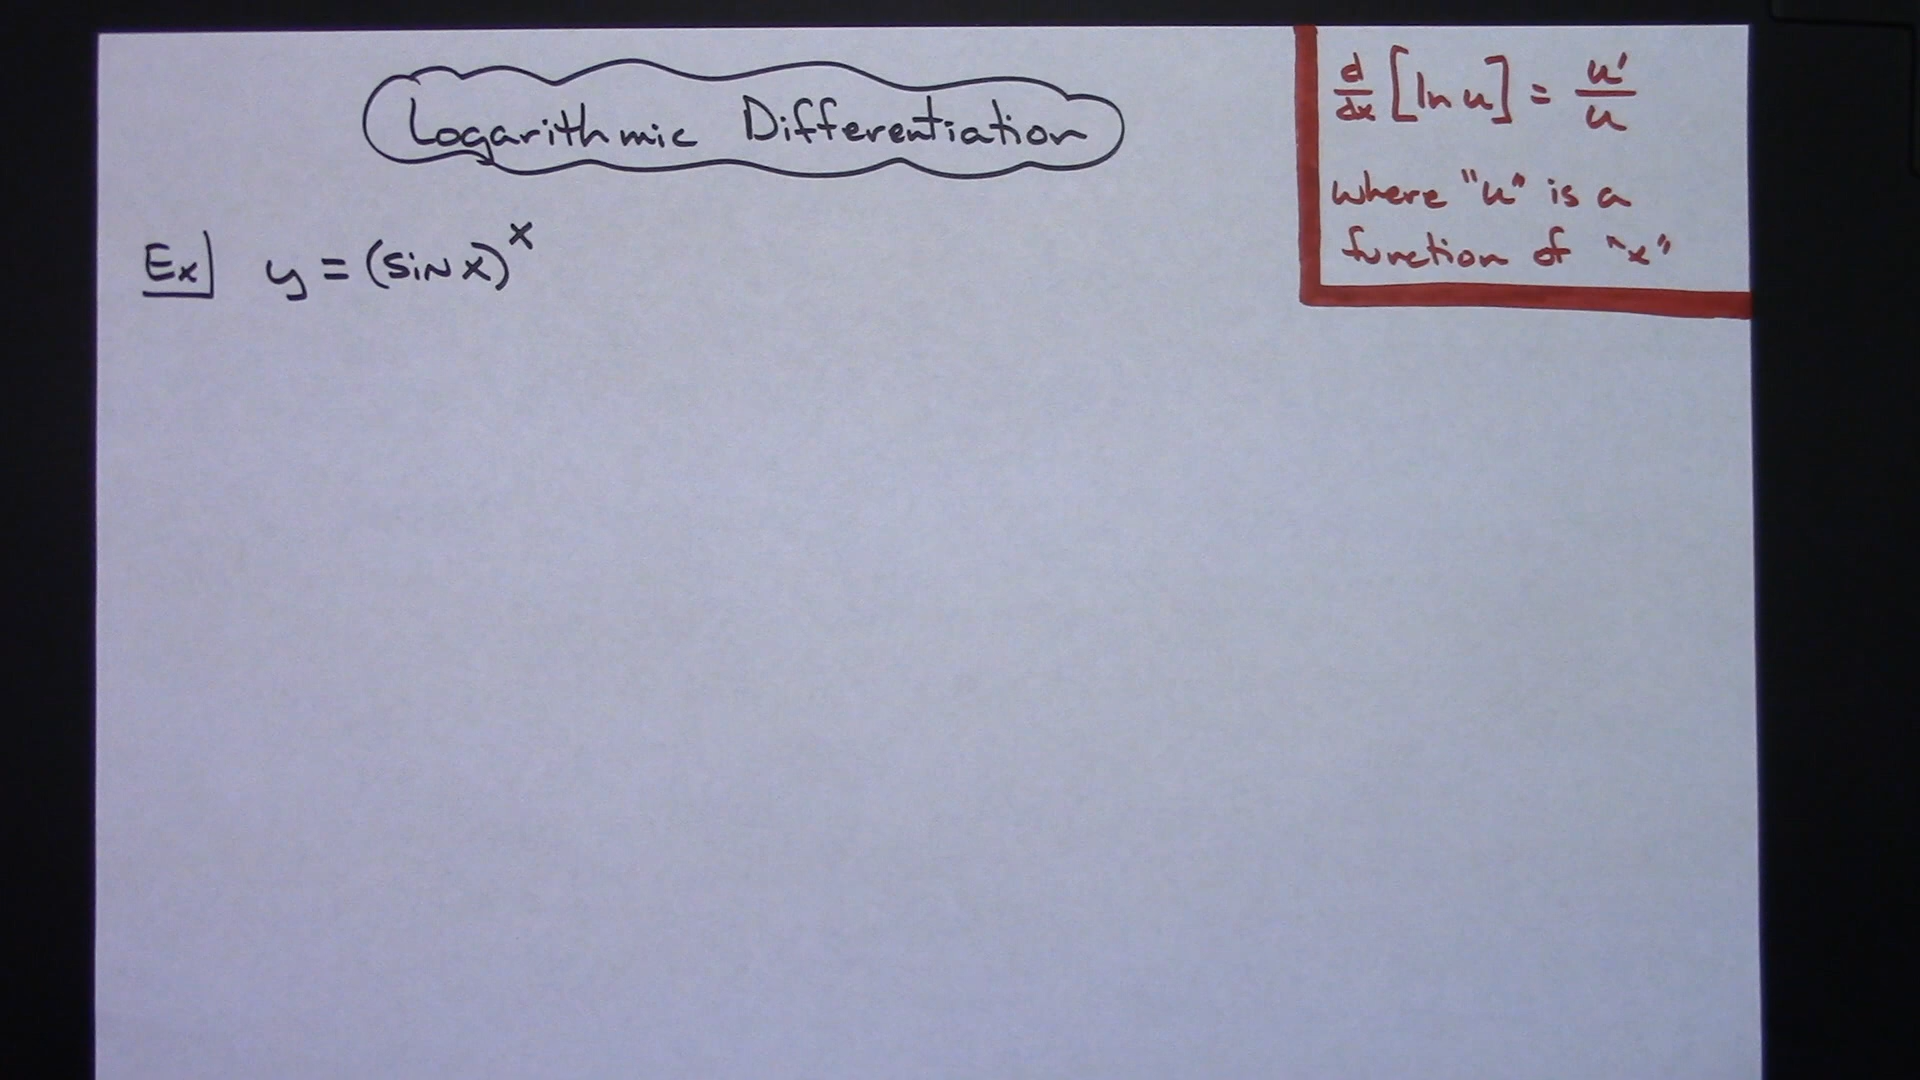 Logarithmic Differentiation
d/dx [ln u] = u'/u
where "u" is a
function of "x"
Ex] y = (sin x)^x